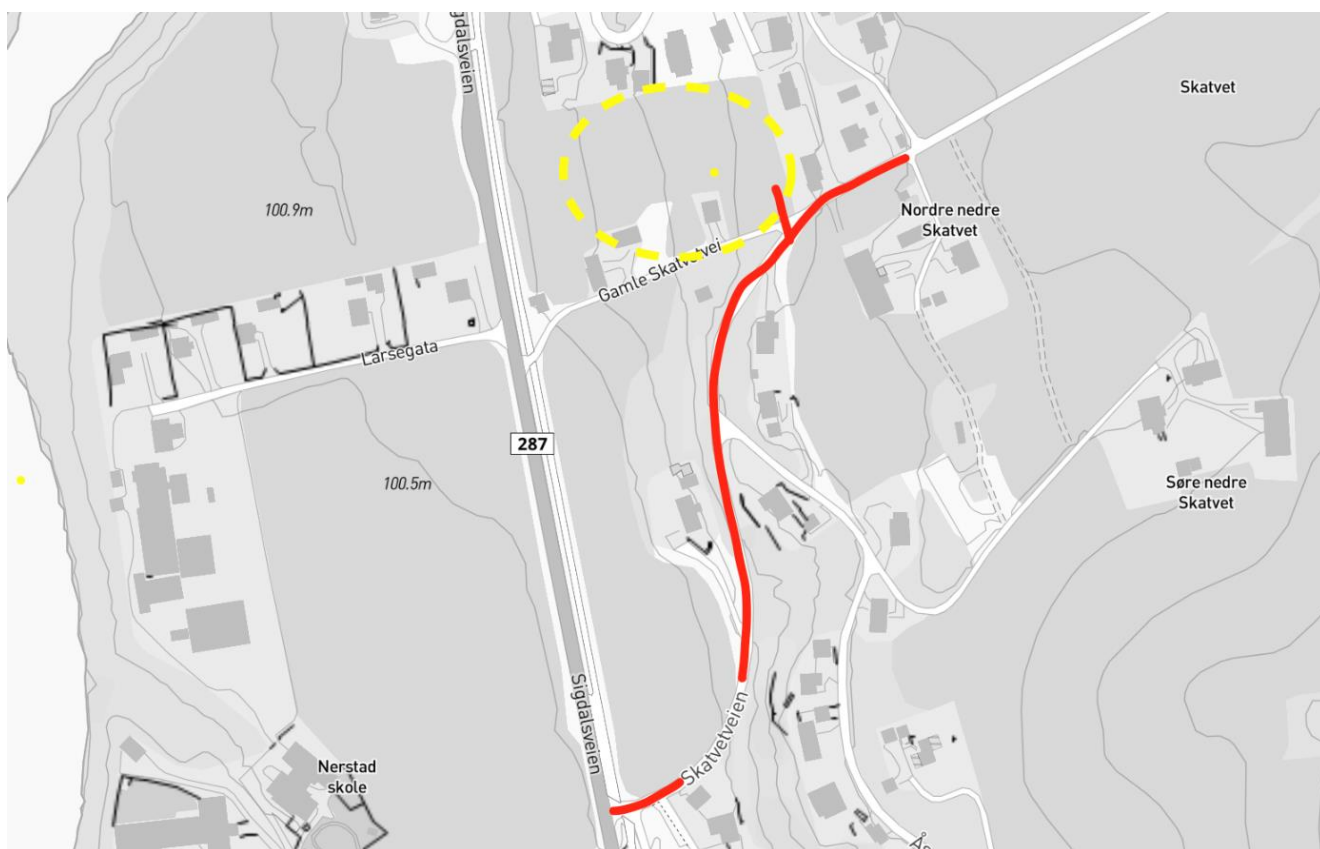 Sigdalsveien
Skatvet
100.9m
Nordre nedre
Skatvet
Gamle Skatvetvei
Larsegata
287
100.5m
Søre nedre
Skatvet
Sigdalsveien
Skatvetveien
Nerstad
skole
Ås